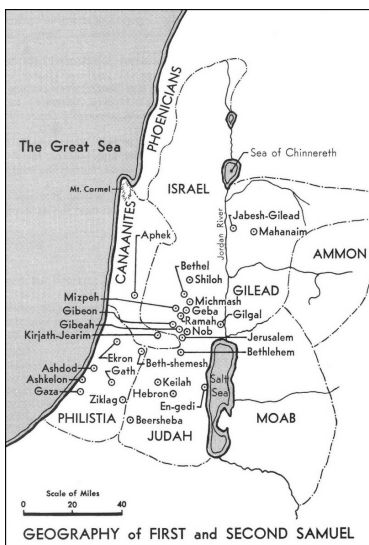 PHOENICIANS
The Great Sea
Sea of Chinnereth
Mt. Carmel
ISRAEL
CANAANITES
Jordan River
Jabesh-Gilead
Mahanaim
Aphek
AMMON
Bethel
Shiloh
GILEAD
Mizpeh
Michmash
Gibeon
Geba
Ramah
Gilgal
Gibeah
Nob
Kirjath-Jearim
Jerusalem
Ekron
Beth-shemesh
Bethlehem
Ashdod
Gath
Ashkelon
Keilah
Salt
Sea
Gaza
Hebron
Ziklag
En-gedi
MOAB
PHILISTIA
Beersheba
JUDAH
Scale of Miles
0 20 40
GEOGRAPHY of FIRST and SECOND SAMUEL